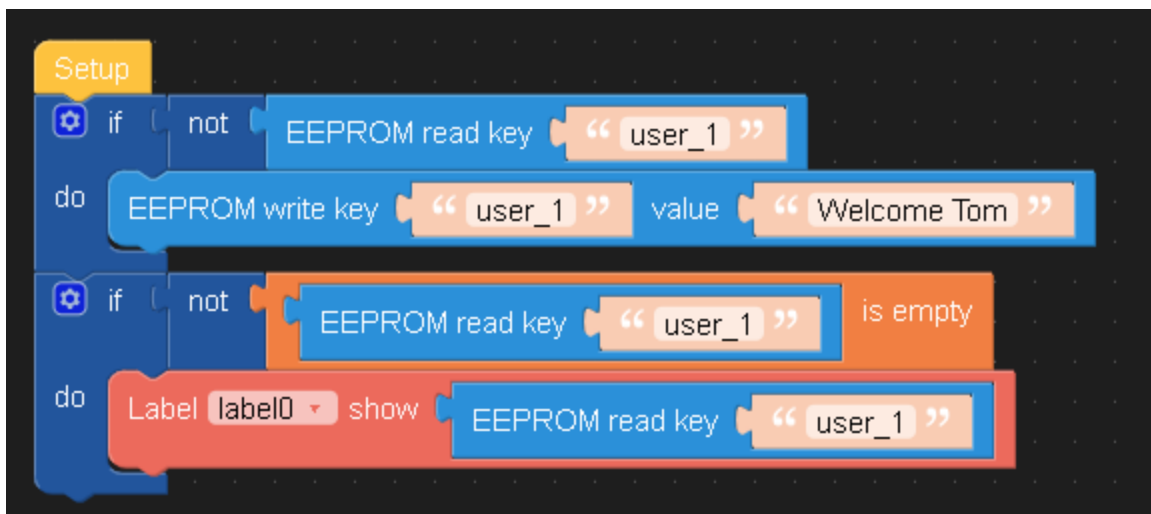 Setup
if not EEPROM read key “ user_1 ”
do EEPROM write key “ user_1 ” value “ Welcome Tom ”
if not EEPROM read key “ user_1 ” is empty
do Label label0 show EEPROM read key “ user_1 ”